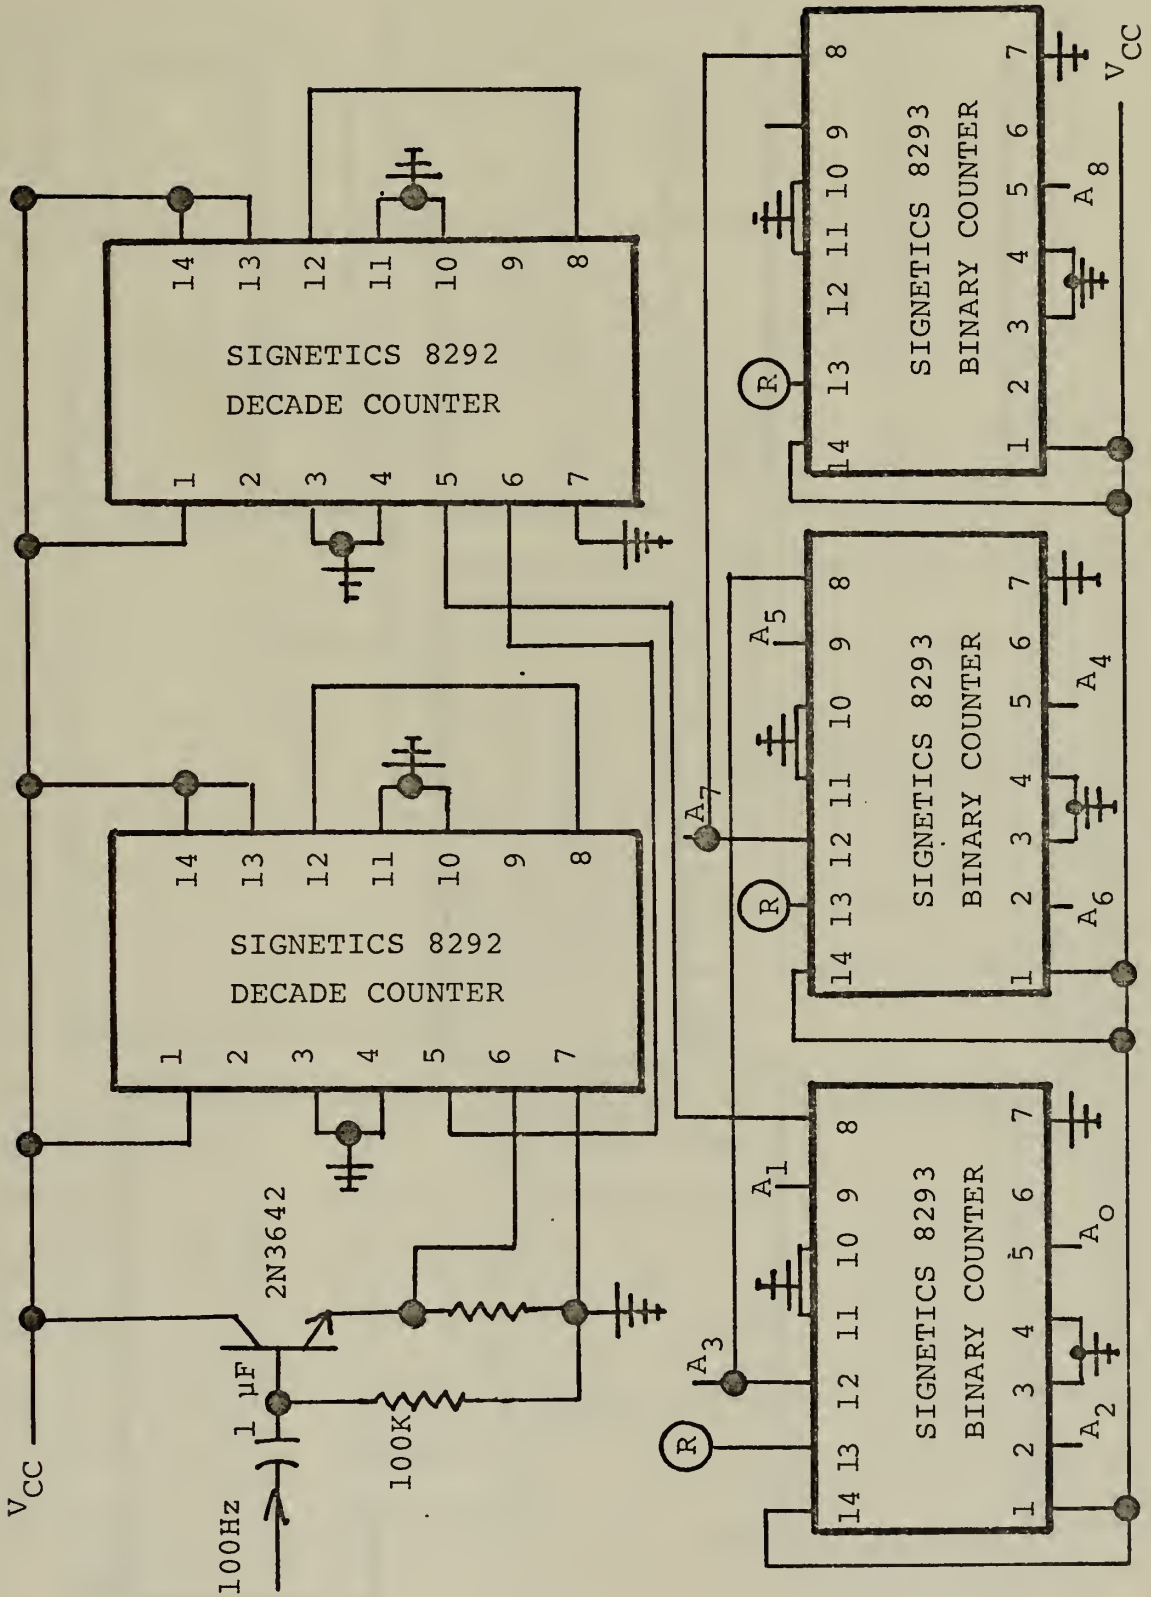 V_CC
100Hz
1 µF
2N3642
100K
SIGNETICS 8292
DECADE COUNTER
1
2
3
4
5
6
7
14
13
12
11
10
9
8
SIGNETICS 8292
DECADE COUNTER
1
2
3
4
5
6
7
14
13
12
11
10
9
8
R
A3
A1
14 13 12 11 10 9 8
SIGNETICS 8293
BINARY COUNTER
1 2 3 4 5 6 7
A2
A0
R
A7
A5
14 13 12 11 10 9 8
SIGNETICS 8293
BINARY COUNTER
1 2 3 4 5 6 7
A6
A4
R
14 13 12 11 10 9 8
SIGNETICS 8293
BINARY COUNTER
1 2 3 4 5 6 7
A8
V_CC